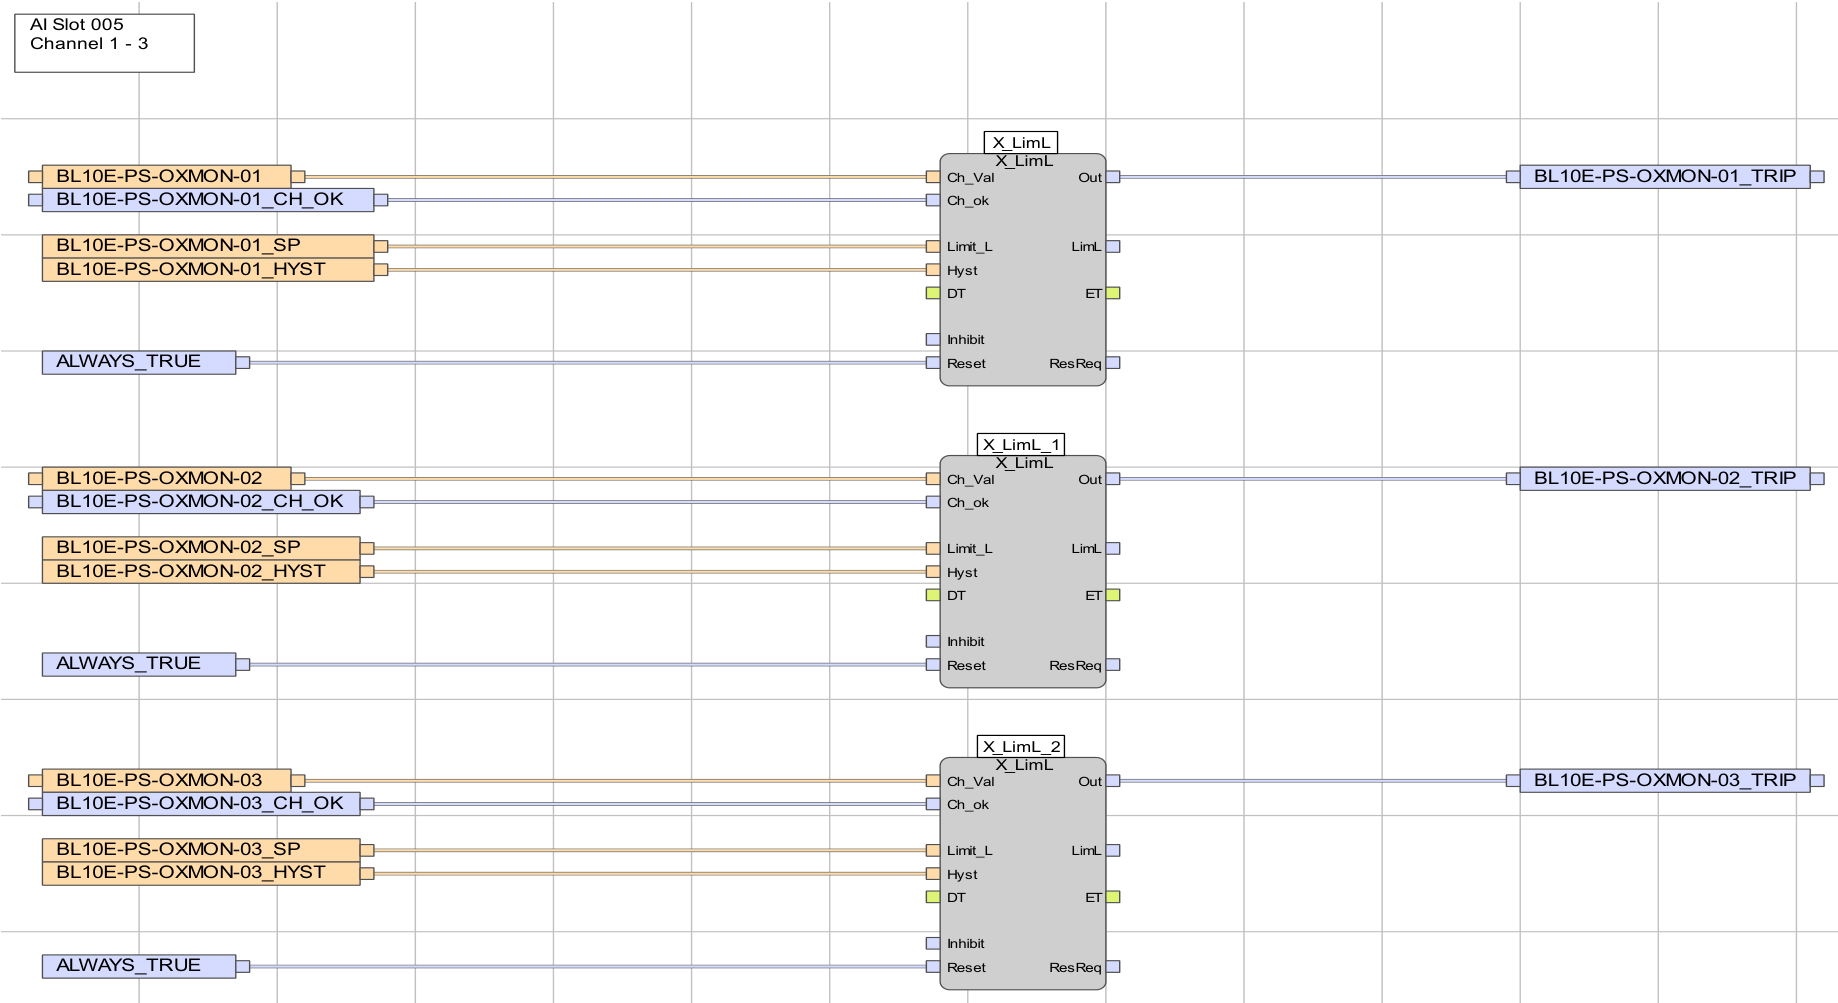 AI Slot 005
Channel 1 - 3
X_LimL
X_LimL
BL10E-PS-OXMON-01
Ch_Val
Out
BL10E-PS-OXMON-01_TRIP
BL10E-PS-OXMON-01_CH_OK
Ch_ok
BL10E-PS-OXMON-01_SP
Limit_L
LimL
BL10E-PS-OXMON-01_HYST
Hyst
DT
ET
Inhibit
ALWAYS_TRUE
Reset
ResReq
X_LimL_1
X_LimL
BL10E-PS-OXMON-02
Ch_Val
Out
BL10E-PS-OXMON-02_TRIP
BL10E-PS-OXMON-02_CH_OK
Ch_ok
BL10E-PS-OXMON-02_SP
Limit_L
LimL
BL10E-PS-OXMON-02_HYST
Hyst
DT
ET
Inhibit
ALWAYS_TRUE
Reset
ResReq
X_LimL_2
X_LimL
BL10E-PS-OXMON-03
Ch_Val
Out
BL10E-PS-OXMON-03_TRIP
BL10E-PS-OXMON-03_CH_OK
Ch_ok
BL10E-PS-OXMON-03_SP
Limit_L
LimL
BL10E-PS-OXMON-03_HYST
Hyst
DT
ET
Inhibit
ALWAYS_TRUE
Reset
ResReq